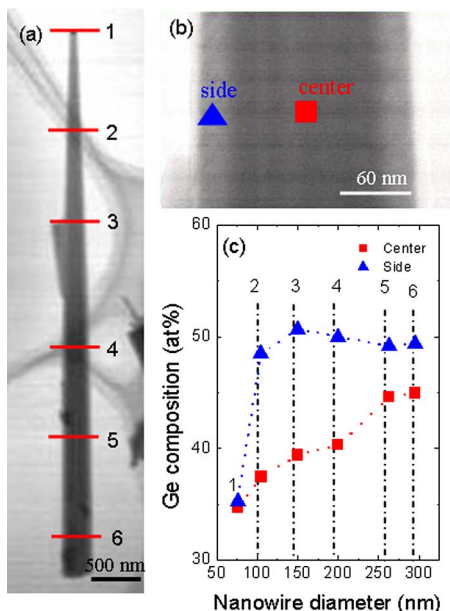 (a)
1
2
3
4
5
6
500 nm
(b)
side
center
60 nm
(c)
Center
Side
2 3 4 5 6
1
60
50
40
30
50 100 150 200 250 300
Ge composition (at%)
Nanowire diameter (nm)